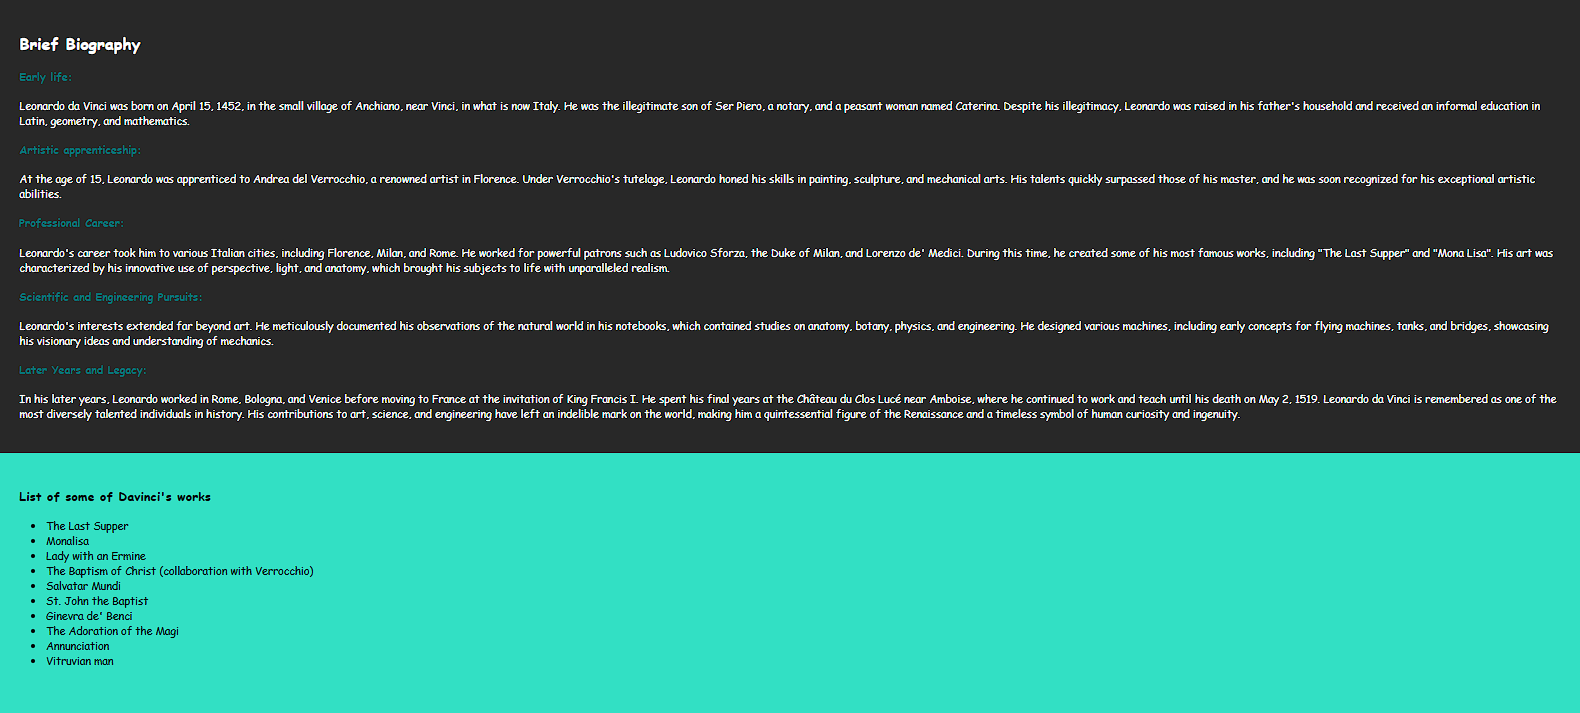 Brief Biography
Early life:
Leonardo da Vinci was born on April 15, 1452, in the small village of Anchiano, near Vinci, in what is now Italy. He was the illegitimate son of Ser Piero, a notary, and a peasant woman named Caterina. Despite his illegitimacy, Leonardo was raised in his father's household and received an informal education in
Latin, geometry, and mathematics.
Artistic apprenticeship:
At the age of 15, Leonardo was apprenticed to Andrea del Verrocchio, a renowned artist in Florence. Under Verrocchio's tutelage, Leonardo honed his skills in painting, sculpture, and mechanical arts. His talents quickly surpassed those of his master, and he was soon recognized for his exceptional artistic
abilities.
Professional Career:
Leonardo's career took him to various Italian cities, including Florence, Milan, and Rome. He worked for powerful patrons such as Ludovico Sforza, the Duke of Milan, and Lorenzo de' Medici. During this time, he created some of his most famous works, including "The Last Supper" and "Mona Lisa". His art was
characterized by his innovative use of perspective, light, and anatomy, which brought his subjects to life with unparalleled realism.
Scientific and Engineering Pursuits:
Leonardo's interests extended far beyond art. He meticulously documented his observations of the natural world in his notebooks, which contained studies on anatomy, botany, physics, and engineering. He designed various machines, including early concepts for flying machines, tanks, and bridges, showcasing
his visionary ideas and understanding of mechanics.
Later Years and Legacy:
In his later years, Leonardo worked in Rome, Bologna, and Venice before moving to France at the invitation of King Francis I. He spent his final years at the Château du Clos Lucé near Amboise, where he continued to work and teach until his death on May 2, 1519. Leonardo da Vinci is remembered as one of the
most diversely talented individuals in history. His contributions to art, science, and engineering have left an indelible mark on the world, making him a quintessential figure of the Renaissance and a timeless symbol of human curiosity and ingenuity.
List of some of Davinci's works
• The Last Supper
• Monalisa
• Lady with an Ermine
• The Baptism of Christ (collaboration with Verrocchio)
• Salvatar Mundi
• St. John the Baptist
• Ginevra de' Benci
• The Adoration of the Magi
• Annunciation
• Vitruvian man